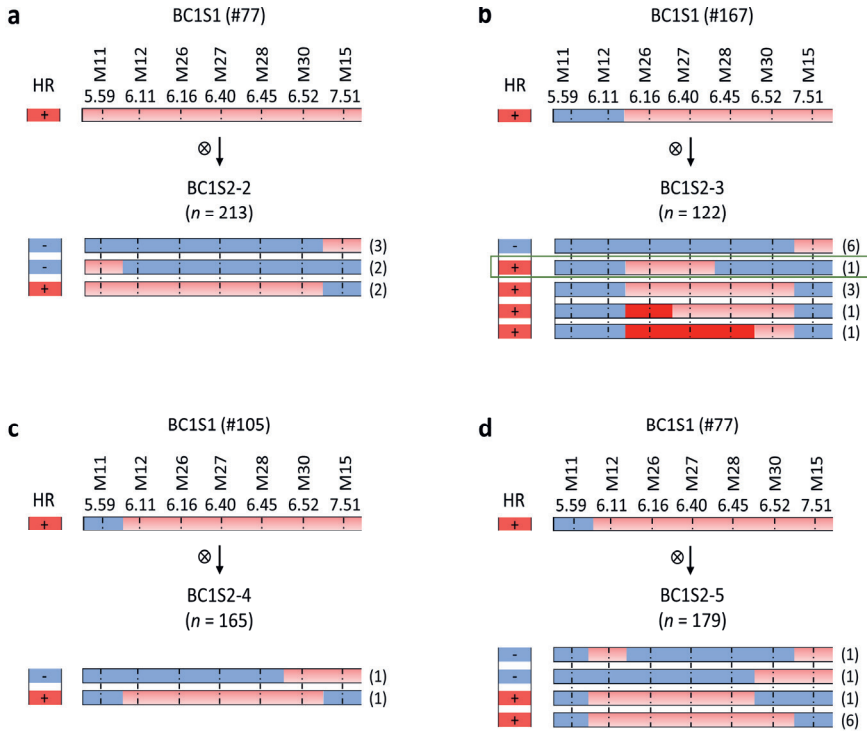 a
BC1S1 (#77)
M11 M12 M26 M27 M28 M30 M15
HR
5.59 6.11 6.16 6.40 6.45 6.52 7.51
+
⊗
BC1S2-2
(n = 213)
- (3)
- (2)
+ (2)
b
BC1S1 (#167)
M11 M12 M26 M27 M28 M30 M15
HR
5.59 6.11 6.16 6.40 6.45 6.52 7.51
+
⊗
BC1S2-3
(n = 122)
- (6)
+ (1)
+ (3)
+ (1)
+ (1)
c
BC1S1 (#105)
M11 M12 M26 M27 M28 M30 M15
HR
5.59 6.11 6.16 6.40 6.45 6.52 7.51
+
⊗
BC1S2-4
(n = 165)
- (1)
+ (1)
d
BC1S1 (#77)
M11 M12 M26 M27 M28 M30 M15
HR
5.59 6.11 6.16 6.40 6.45 6.52 7.51
+
⊗
BC1S2-5
(n = 179)
- (1)
- (1)
+ (1)
+ (6)